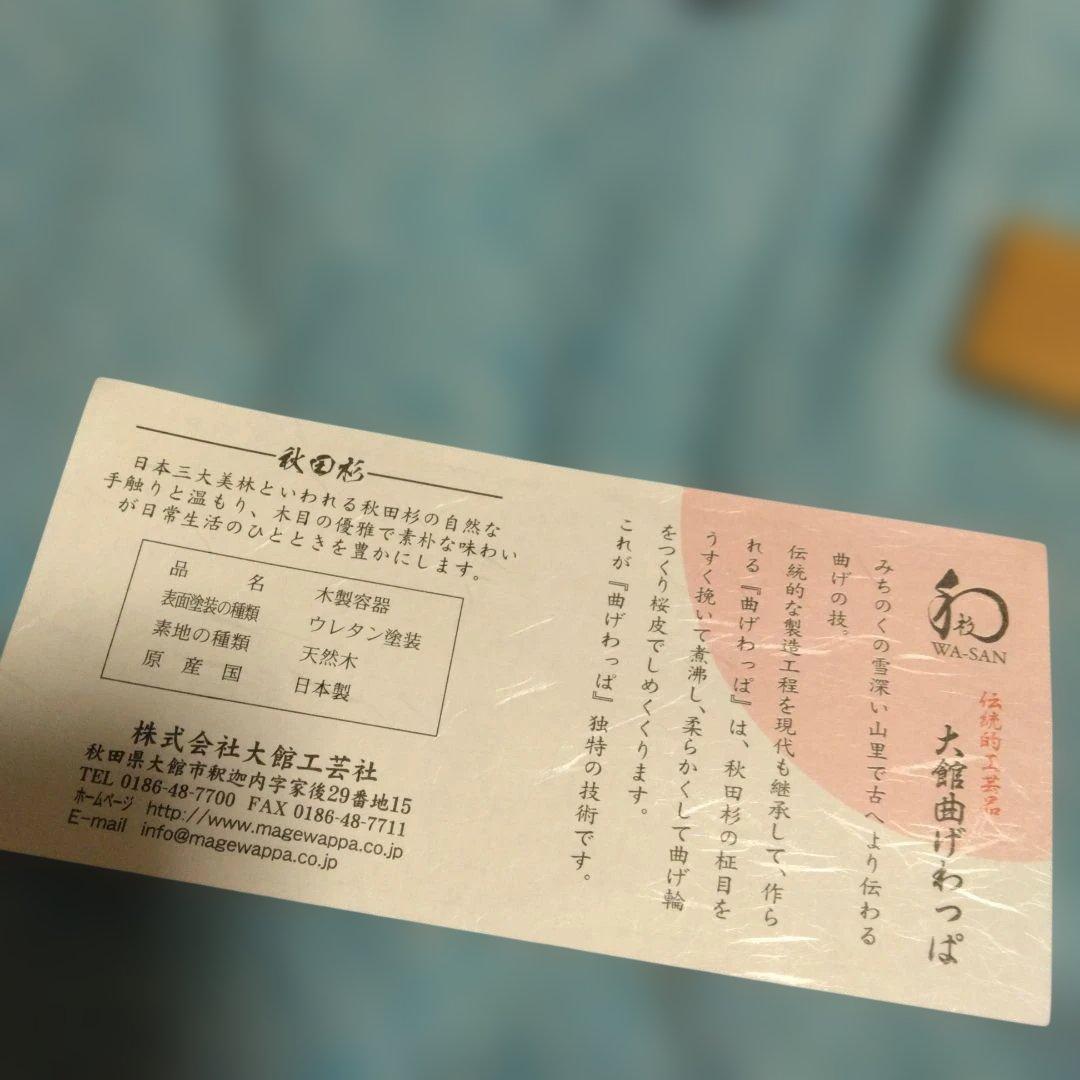 和
杉
WA-SAN
伝統的工芸品
大館曲げわっぱ
みちのくの雪深い山里で古へより伝わる
曲げの技。
伝統的な製造工程を現代も継承して、作ら
れる『曲げわっぱ』は、秋田杉の柾目を
うすく挽いて煮沸し、柔らかくして曲げ輪
をつくり桜皮でしめくくります。
これが『曲げわっぱ』独特の技術です。
秋田杉
日本三大美林といわれる秋田杉の自然な
手触りと温もり、木目の優雅で素朴な味わい
が日常生活のひとときを豊かにします。
品名 木製容器
表面塗装の種類 ウレタン塗装
素地の種類 天然木
原産国 日本製
株式会社大館工芸社
秋田県大館市釈迦内字家後29番地15
TEL 0186-48-7700 FAX 0186-48-7711
ホームページ http://www.magewappa.co.jp
E-mail info@magewappa.co.jp